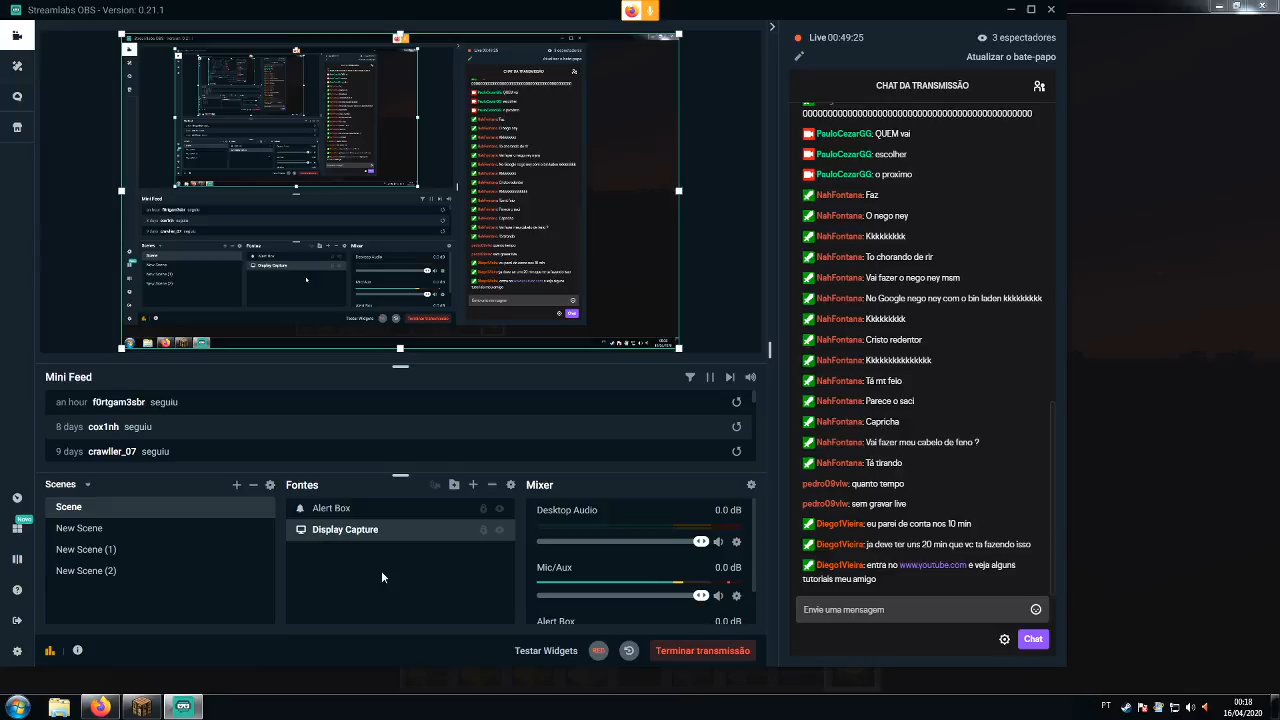 Streamlabs OBS - Version: 0.21.1
Live 00:49:25
3 espectadores
Atualizar o bate-papo
CHAT DA TRANSMISSÃO
PauloCezarGG: QUEM vai
PauloCezarGG: escolher
PauloCezarGG: o proximo
NahFontana: Faz
NahFontana: O nego ney
NahFontana: Kkkkkkkkk
NahFontana: To chorando de rir
NahFontana: Vai fazer o nego ney mem
NahFontana: No Google nego ney com o bin laden kkkkkkkkk
NahFontana: Kkkkkkkkk
NahFontana: Cristo redentor
NahFontana: Kkkkkkkkkkkkkkk
NahFontana: Tá mt feio
NahFontana: Parece o saci
NahFontana: Capricha
NahFontana: Vai fazer meu cabelo de feno ?
NahFontana: Tá tirando
pedro09vlw: quanto tempo
pedro09vlw: sem gravar live
Diego1Vieira: eu parei de conta nos 10 min
Diego1Vieira: ja deve ter uns 20 min que vc ta fazendo isso
Diego1Vieira: entra no www.youtube.com e veja alguns
tutoriais meu amigo
Envie uma mensagem
Chat
Mini Feed
an hour f0rtgam3sbr seguiu
8 days cox1nh seguiu
9 days crawller_07 seguiu
Scenes
Scene
New Scene
New Scene (1)
New Scene (2)
Fontes
Alert Box
Display Capture
Mixer
Desktop Audio 0.0 dB
Mic/Aux 0.0 dB
Alert Box 0.0 dB
Novo
Testar Widgets
REC
Terminar transmissão
PT
00:18
16/04/2020